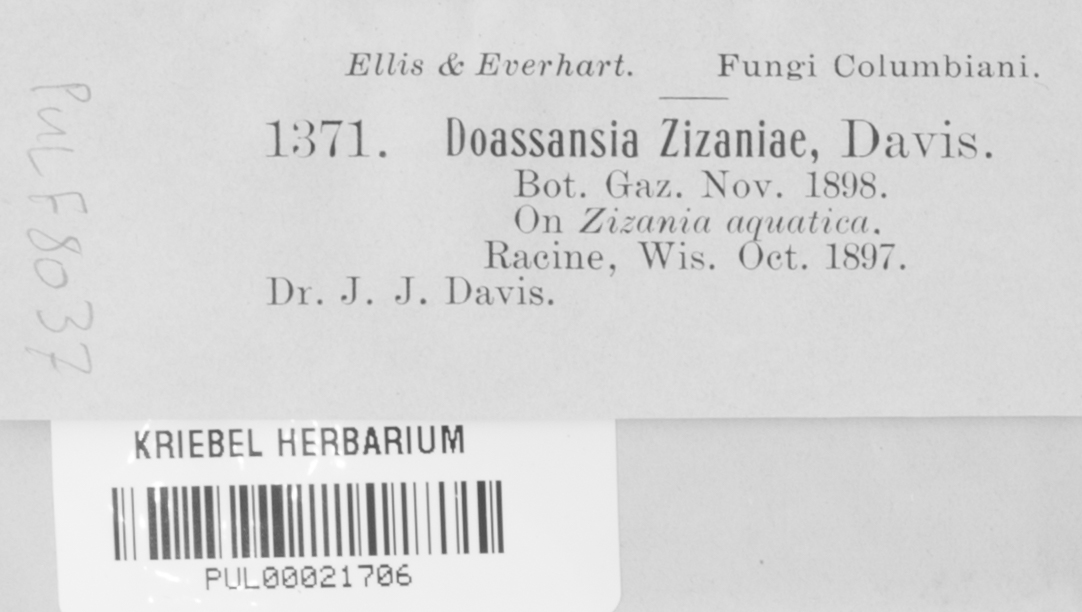 Ellis & Everhart. Fungi Columbiani.
1371. Doassansia Zizaniae, Davis.
Bot. Gaz. Nov. 1898.
On Zizania aquatica.
Racine, Wis. Oct. 1897.
Dr. J. J. Davis.
PUL F8037
KRIEBEL HERBARIUM
PUL00021706